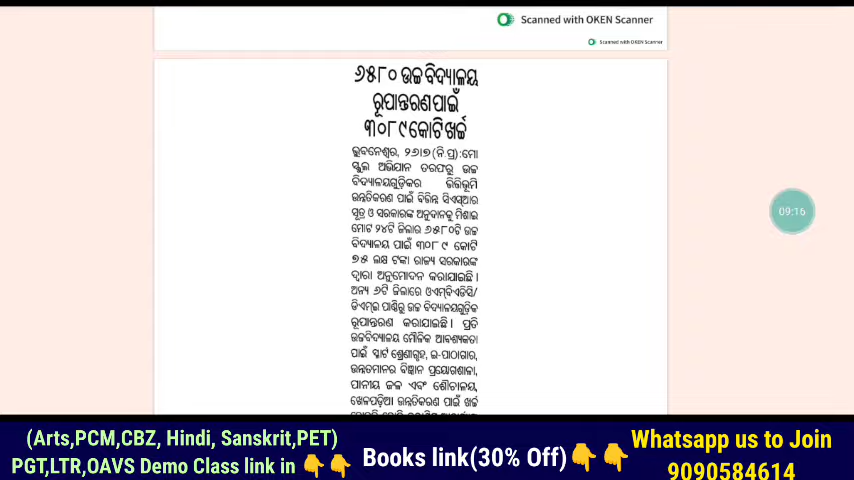 Scanned with OKEN Scanner
Scanned with OKEN Scanner
୬୫୮୦ ଉଚ୍ଚ ବିଦ୍ୟାଳୟ
ରୂପାନ୍ତରଣ ପାଇଁ
୩୦୮୯ କୋଟି ଖର୍ଚ୍ଚ
ଭୁବନେଶ୍ୱର, ୨୬।୭ (ନି.ପ୍ର): ମୋ
ସ୍କୁଲ ଅଭିଯାନ ତରଫରୁ ଉଚ୍ଚ
ବିଦ୍ୟାଳୟଗୁଡ଼ିକର ଭିତ୍ତିଭୂମି
ଉନ୍ନତିକରଣ ପାଇଁ ବିଭିନ୍ନ ସିଏସ୍ଆର
ସୂତ୍ର ଓ ସରକାରଙ୍କ ଅନୁଦାନକୁ ମିଶାଇ
ମୋଟ ୨୪ଟି ଜିଲାର ୬୫୮୦ଟି ଉଚ୍ଚ
ବିଦ୍ୟାଳୟ ପାଇଁ ୩୦୮୯ କୋଟି
୭୫ ଲକ୍ଷ ଟଙ୍କା ରାଜ୍ୟ ସରକାରଙ୍କ
ଦ୍ୱାରା ଅନୁମୋଦନ କରାଯାଇଛି ।
ଅନ୍ୟ ୬ଟି ଜିଲାରେ ଓଏମ୍‌ବିଏଡିସି/
ଡିଏମ୍‌ଇ ପାଣ୍ଠିରୁ ଉଚ୍ଚ ବିଦ୍ୟାଳୟଗୁଡ଼ିକ
ରୂପାନ୍ତରଣ କରାଯାଇଛି । ପ୍ରତି
ଉଚ୍ଚବିଦ୍ୟାଳୟ ମୌଳିକ ଆବଶ୍ୟକତା
ପାଇଁ ସ୍ମାର୍ଟ ଶ୍ରେଣୀଗୃହ, ଇ-ପାଠାଗାର,
ଉନ୍ନତମାନର ବିଜ୍ଞାନ ପ୍ରୟୋଗଶାଳା,
ପାନୀୟ ଜଳ ଏବଂ ଶୌଚାଳୟ,
ଖେଳପଡ଼ିଆ ଉନ୍ନତିକରଣ ପାଇଁ ଖର୍ଚ୍ଚ
09:16
(Arts,PCM,CBZ, Hindi, Sanskrit,PET)
PGT,LTR,OAVS Demo Class link in 👇👇
Books link(30% Off)👇👇
Whatsapp us to Join
9090584614